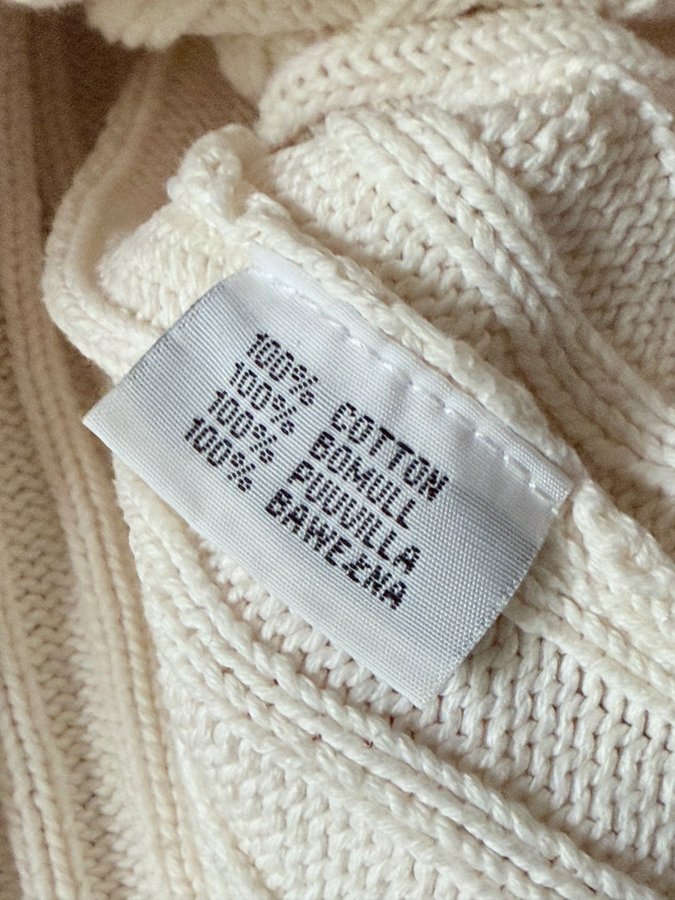 100% COTTON
100% BOMULL
100% PUUVILLA
100% BAWEŁNA